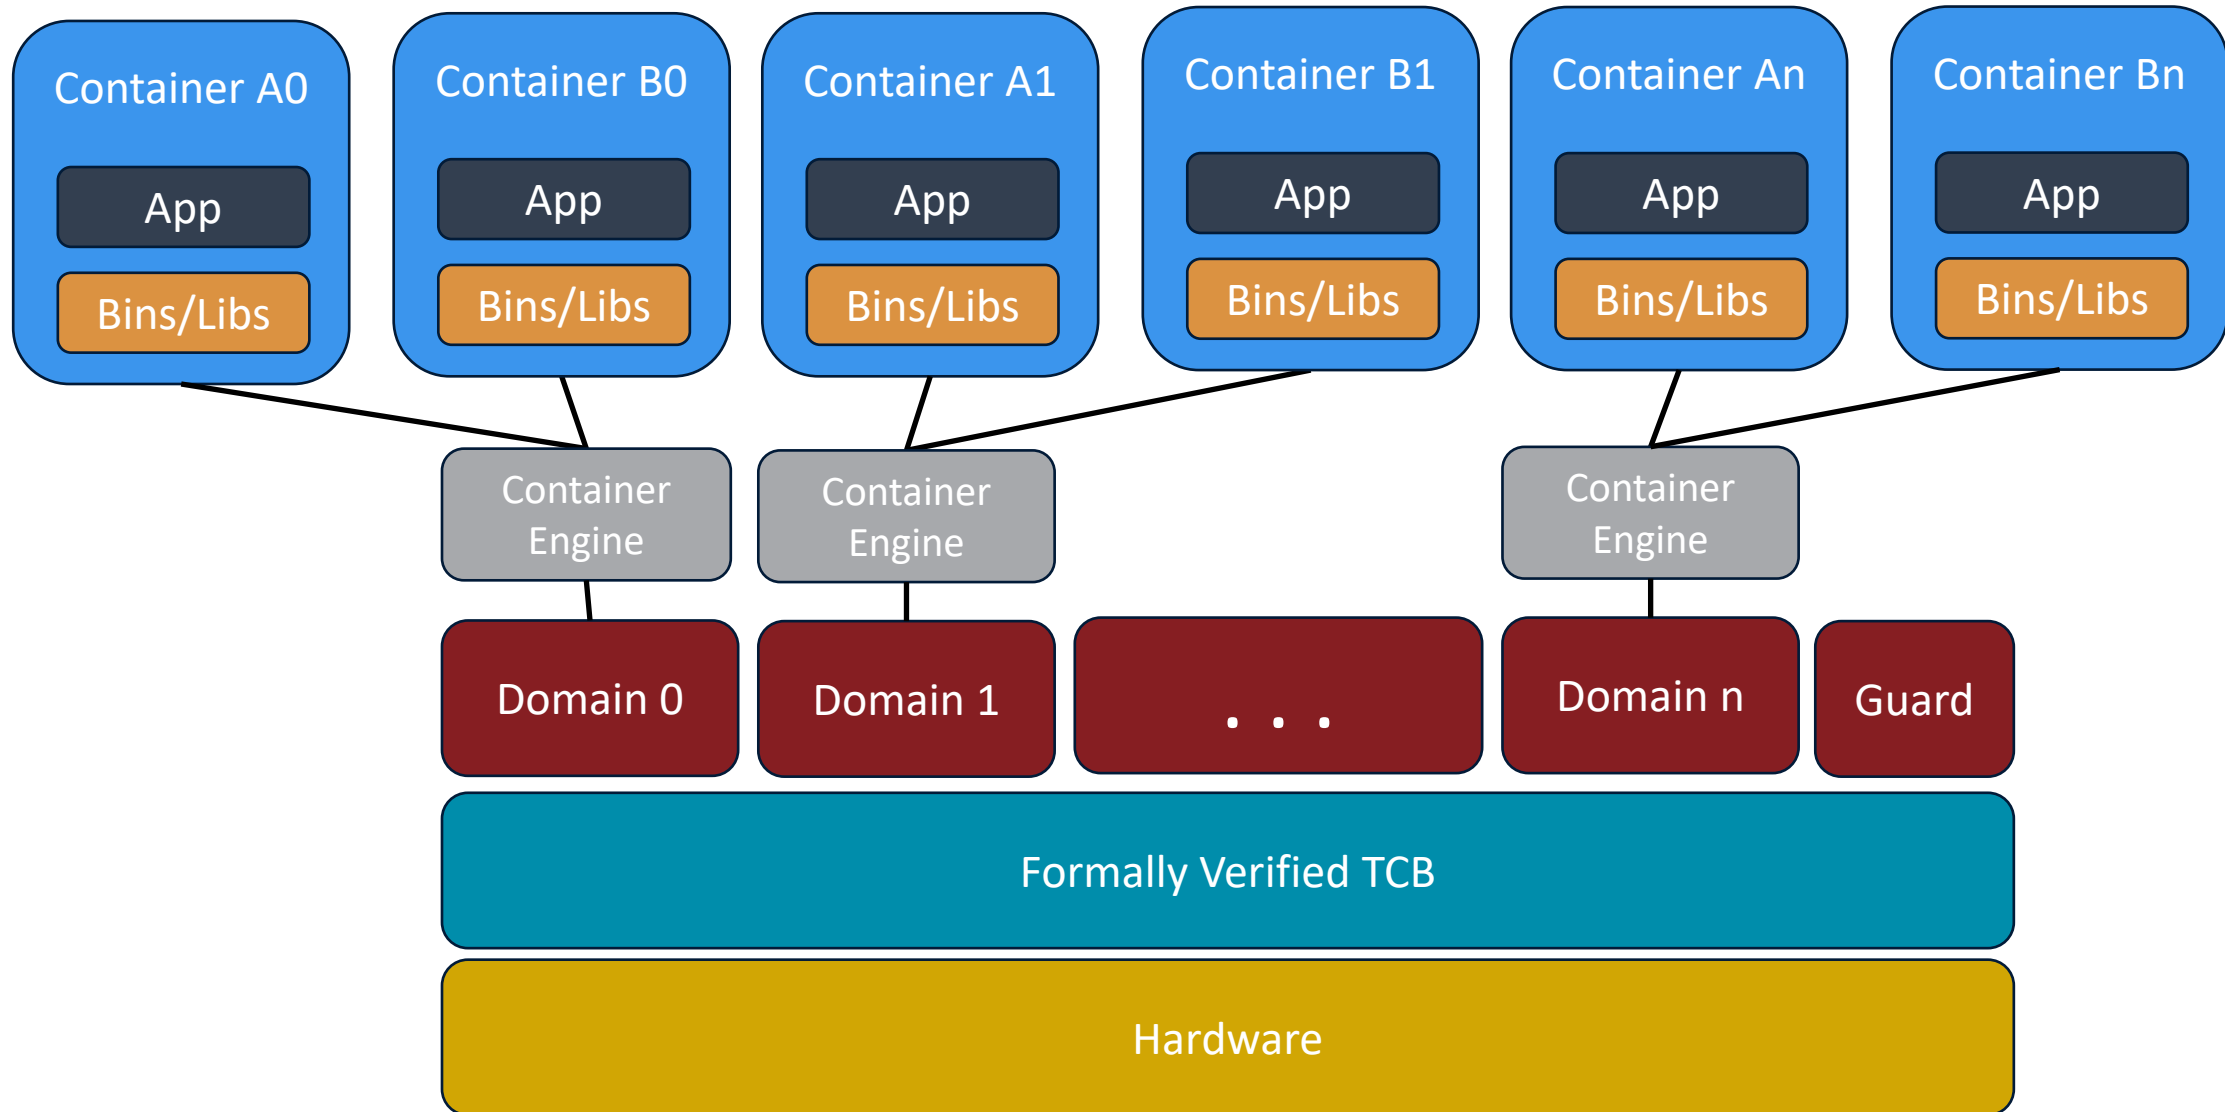 Container A0
Container B0
Container A1
Container B1
Container An
Container Bn
App
App
App
App
App
App
Bins/Libs
Bins/Libs
Bins/Libs
Bins/Libs
Bins/Libs
Bins/Libs
Container
Engine
Container
Engine
Container
Engine
Domain 0
Domain 1
. . .
Domain n
Guard
Formally Verified TCB
Hardware